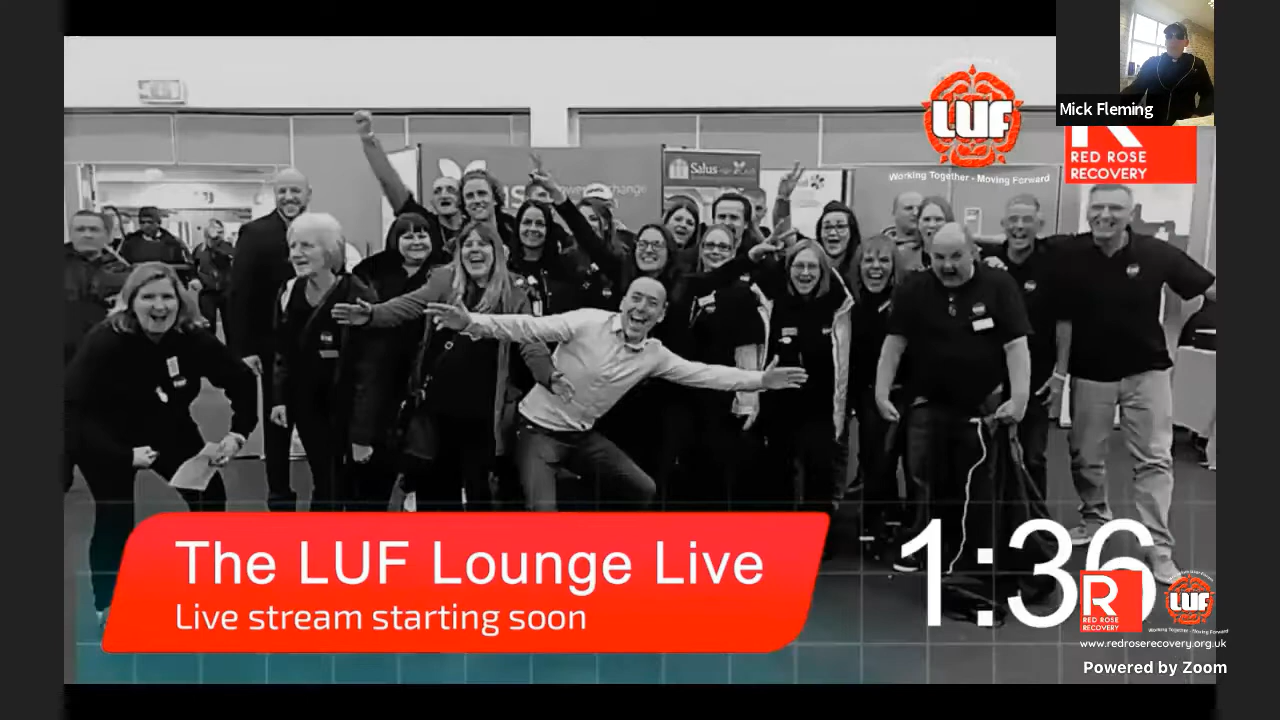 Mick Fleming
LUF
Working Together - Moving Forward
R
RED ROSE
RECOVERY
Salus
The LUF Lounge Live
Live stream starting soon
1:36
R
RED ROSE
RECOVERY
LUF
Working Together - Moving Forward
www.redroserecovery.org.uk
Powered by Zoom